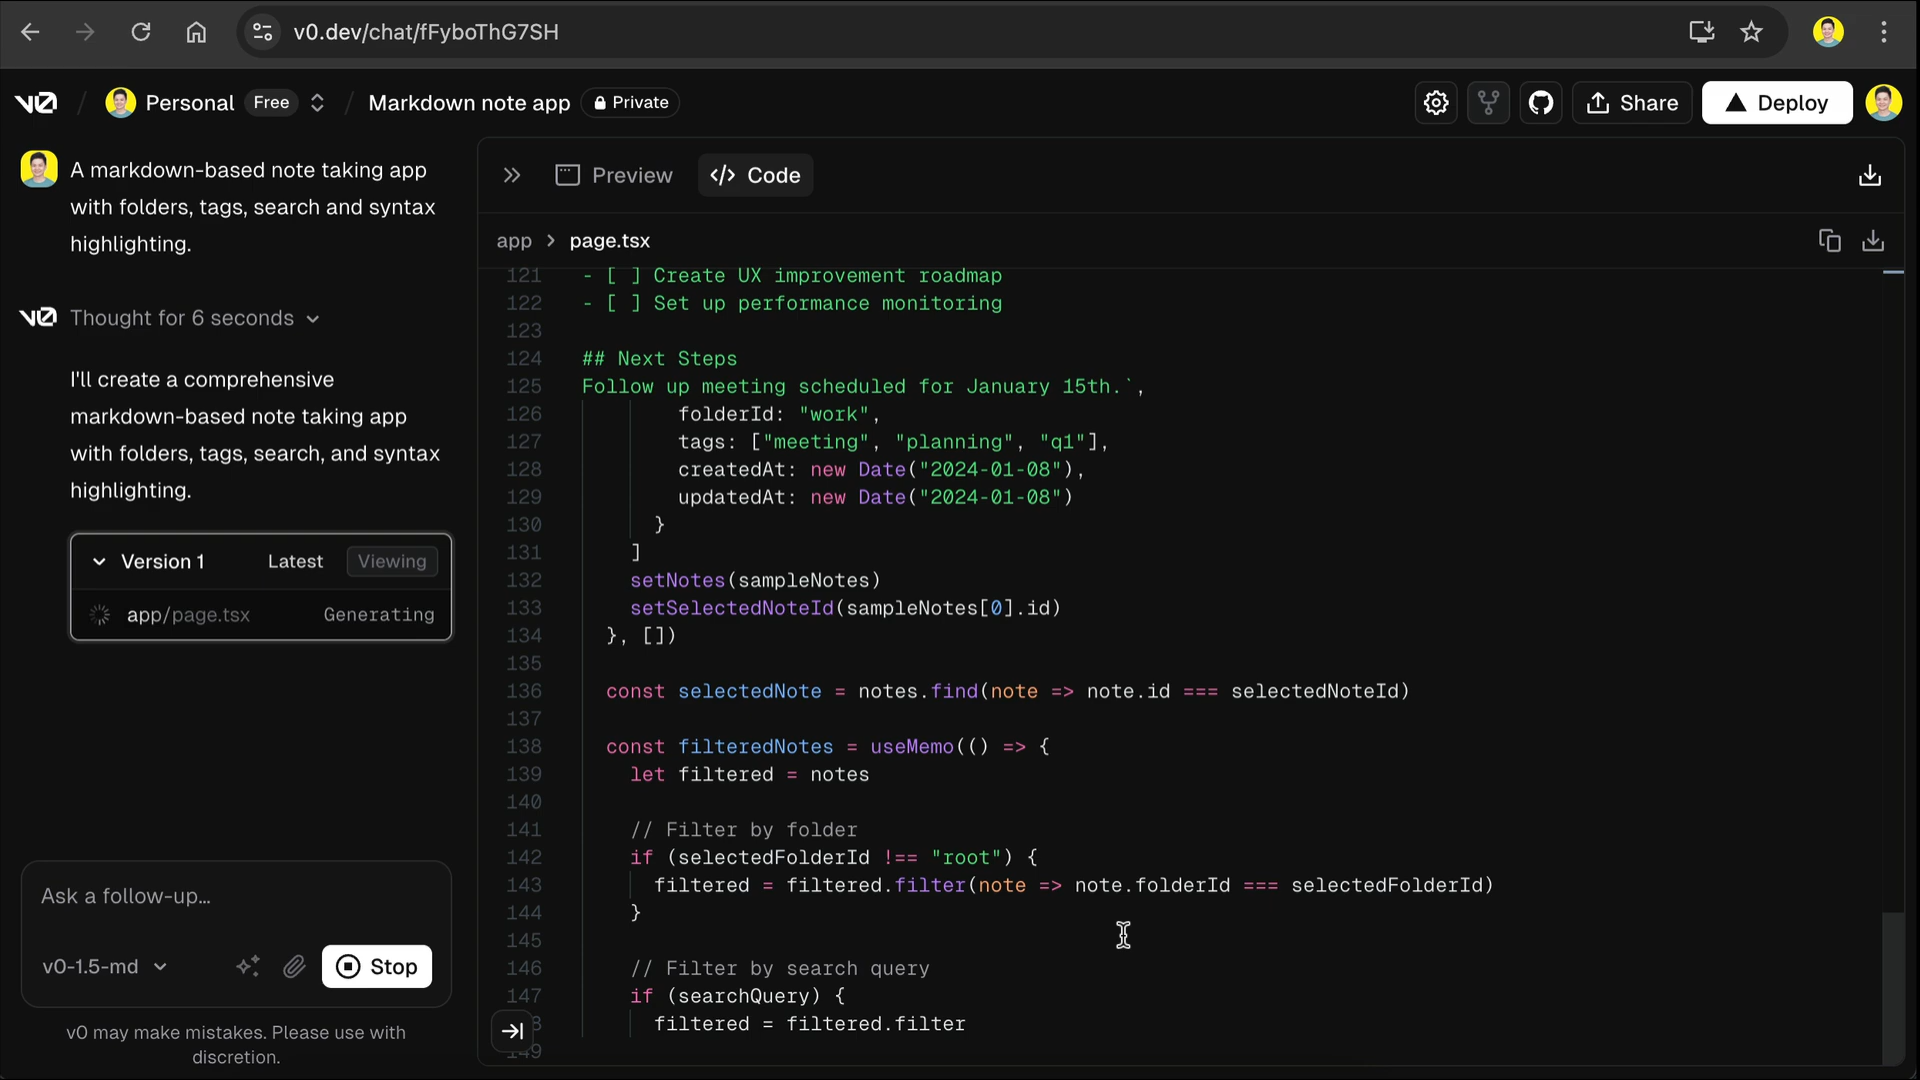 v0.dev/chat/fFyboThG7SH
v0 / Personal Free / Markdown note app Private
Share
Deploy
A markdown-based note taking app
with folders, tags, search and syntax
highlighting.
v0 Thought for 6 seconds
I'll create a comprehensive
markdown-based note taking app
with folders, tags, search, and syntax
highlighting.
Version 1 Latest Viewing
app/page.tsx Generating
Ask a follow-up...
v0-1.5-md Stop
v0 may make mistakes. Please use with
discretion.
Preview </> Code
app > page.tsx
121 - [ ] Create UX improvement roadmap
122 - [ ] Set up performance monitoring
123
124 ## Next Steps
125 Follow up meeting scheduled for January 15th.`,
126 folderId: "work",
127 tags: ["meeting", "planning", "q1"],
128 createdAt: new Date("2024-01-08"),
129 updatedAt: new Date("2024-01-08")
130 }
131 ]
132 setNotes(sampleNotes)
133 setSelectedNoteId(sampleNotes[0].id)
134 }, [])
135
136 const selectedNote = notes.find(note => note.id === selectedNoteId)
137
138 const filteredNotes = useMemo(() => {
139 let filtered = notes
140
141 // Filter by folder
142 if (selectedFolderId !== "root") {
143 filtered = filtered.filter(note => note.folderId === selectedFolderId)
144 }
145
146 // Filter by search query
147 if (searchQuery) {
8 filtered = filtered.filter
149